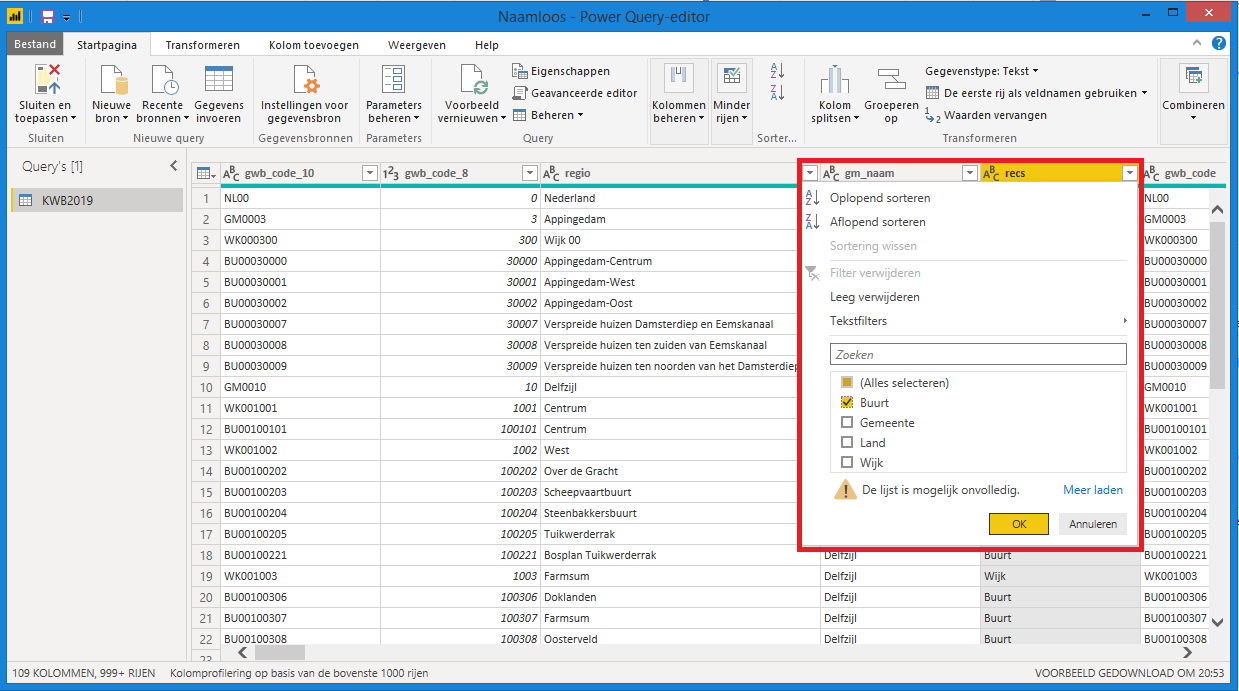 Naamloos - Power Query-editor
Bestand Startpagina Transformeren Kolom toevoegen Weergeven Help
Sluiten en toepassen
Sluiten
Nieuwe bron
Recente bronnen
Gegevens invoeren
Nieuwe query
Instellingen voor gegevensbron
Gegevensbronnen
Parameters beheren
Parameters
Voorbeeld vernieuwen
Eigenschappen
Geavanceerde editor
Beheren
Query
Kolommen beheren
Minder rijen
Sorter...
Kolom splitsen
Groeperen op
Gegevenstype: Tekst
De eerste rij als veldnamen gebruiken
Waarden vervangen
Transformeren
Combineren
Query's [1]
KWB2019
gwb_code_10 gwb_code_8 regio gm_naam recs gwb_code
1 NL00 0 Nederland NL00
2 GM0003 3 Appingedam GM0003
3 WK000300 300 Wijk 00 WK000300
4 BU00030000 30000 Appingedam-Centrum BU00030000
5 BU00030001 30001 Appingedam-West BU00030001
6 BU00030002 30002 Appingedam-Oost BU00030002
7 BU00030007 30007 Verspreide huizen Damsterdiep en Eemskanaal BU00030007
8 BU00030008 30008 Verspreide huizen ten zuiden van Eemskanaal BU00030008
9 BU00030009 30009 Verspreide huizen ten noorden van het Damsterdiep BU00030009
10 GM0010 10 Delfzijl GM0010
11 WK001001 1001 Centrum WK001001
12 BU00100101 100101 Centrum BU00100101
13 WK001002 1002 West WK001002
14 BU00100202 100202 Over de Gracht BU00100202
15 BU00100203 100203 Scheepvaartbuurt BU00100203
16 BU00100204 100204 Steenbakkersbuurt BU00100204
17 BU00100205 100205 Tuikwerderrak BU00100205
18 BU00100221 100221 Bosplan Tuikwerderrak Delfzijl Buurt BU00100221
19 WK001003 1003 Farmsum Delfzijl Wijk WK001003
20 BU00100306 100306 Doklanden Delfzijl Buurt BU00100306
21 BU00100307 100307 Farmsum Delfzijl Buurt BU00100307
22 BU00100308 100308 Oosterveld Delfzijl Buurt BU00100308
23
Oplopend sorteren
Aflopend sorteren
Sortering wissen
Filter verwijderen
Leeg verwijderen
Tekstfilters
Zoeken
(Alles selecteren)
Buurt
Gemeente
Land
Wijk
De lijst is mogelijk onvolledig. Meer laden
OK Annuleren
109 KOLOMMEN, 999+ RIJEN Kolomprofilering op basis van de bovenste 1000 rijen VOORBEELD GEDOWNLOAD OM 20:53